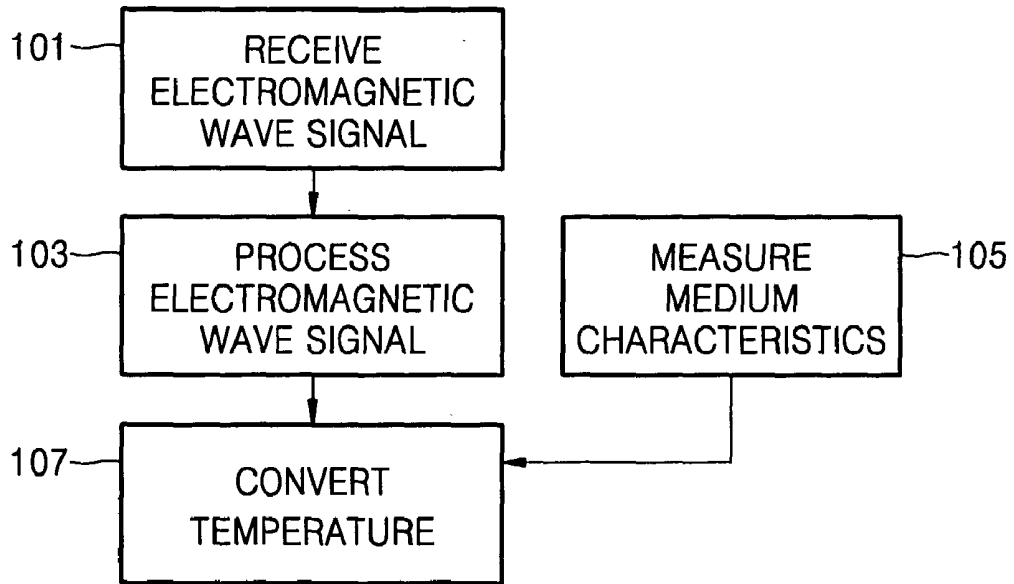 101
RECEIVE
ELECTROMAGNETIC
WAVE SIGNAL
103
PROCESS
ELECTROMAGNETIC
WAVE SIGNAL
MEASURE
MEDIUM
CHARACTERISTICS
105
107
CONVERT
TEMPERATURE